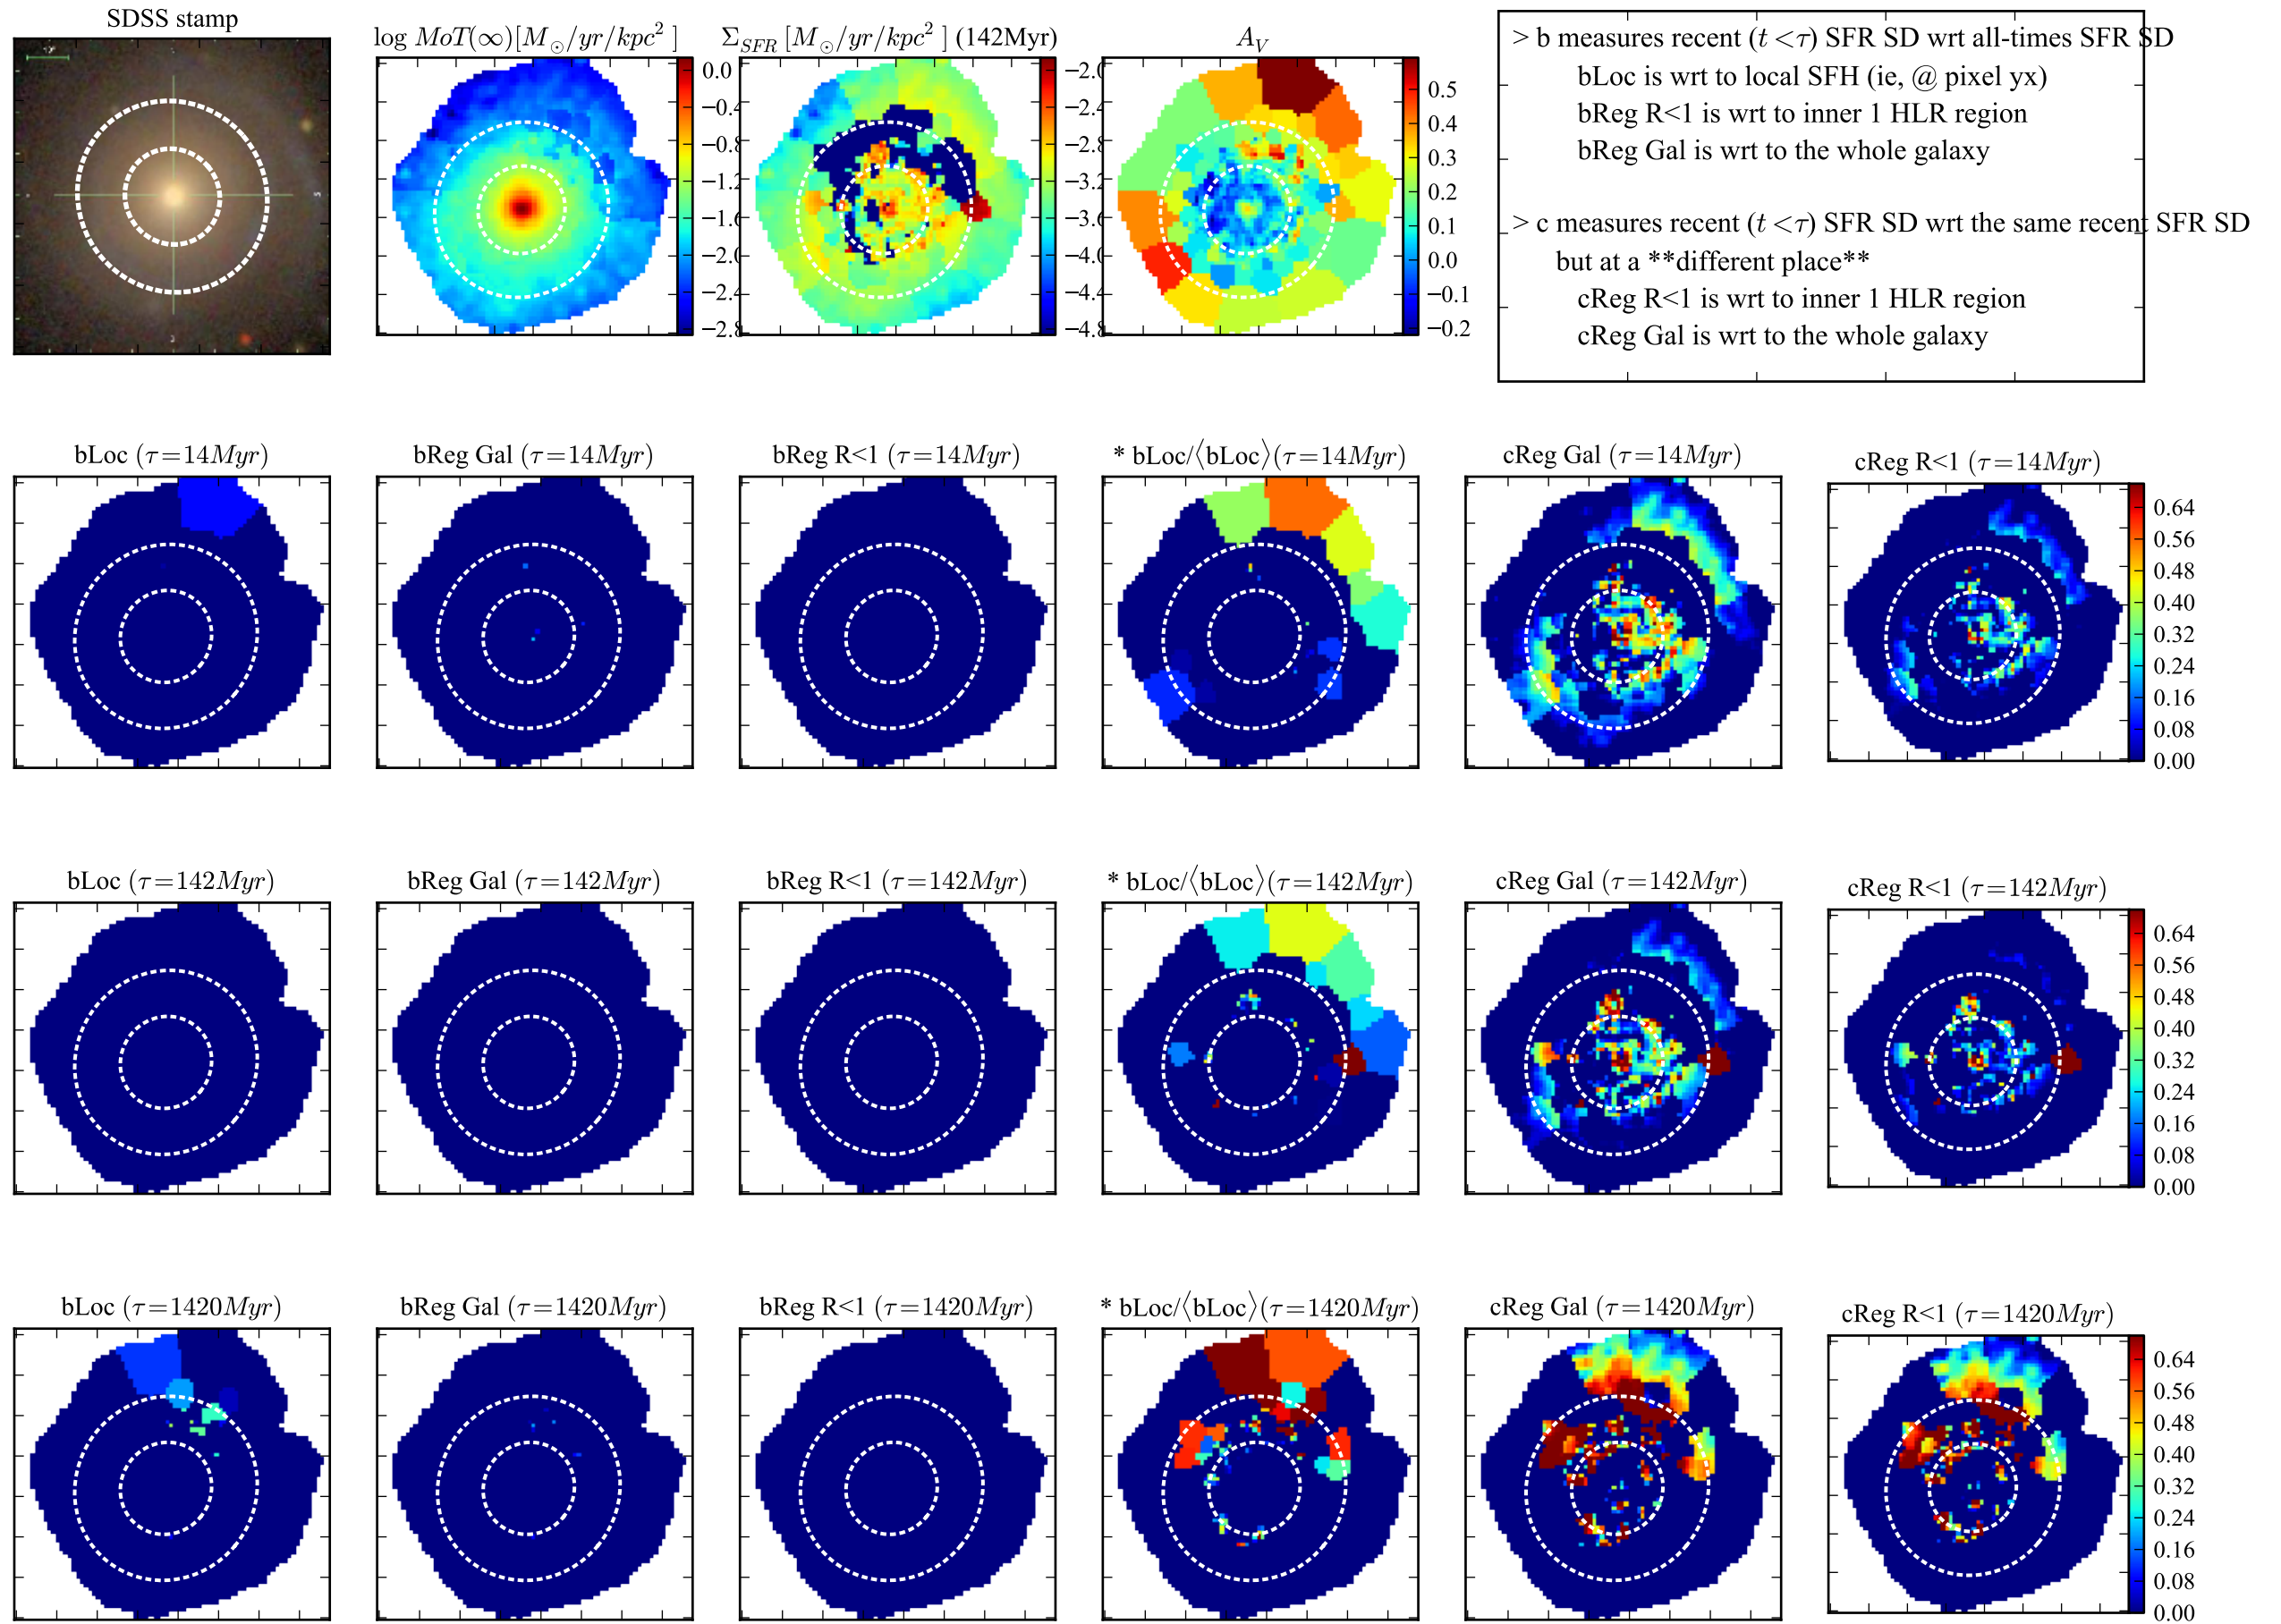 SDSS stamp
log MoT(∞)[M⊙/yr/kpc² ]
Σ_SFR [M⊙/yr/kpc² ] (142Myr)
A_V
0.0
−0.4
−0.8
−1.2
−1.6
−2.0
−2.4
−2.8
−2.0
−2.4
−2.8
−3.2
−3.6
−4.0
−4.4
−4.8
0.5
0.4
0.3
0.2
0.1
0.0
−0.1
−0.2
> b measures recent (t <τ) SFR SD wrt all-times SFR SD
bLoc is wrt to local SFH (ie, @ pixel yx)
bReg R<1 is wrt to inner 1 HLR region
bReg Gal is wrt to the whole galaxy
> c measures recent (t <τ) SFR SD wrt the same recent SFR SD
but at a **different place**
cReg R<1 is wrt to inner 1 HLR region
cReg Gal is wrt to the whole galaxy
bLoc (τ=14Myr)
bReg Gal (τ=14Myr)
bReg R<1 (τ=14Myr)
* bLoc/⟨bLoc⟩(τ=14Myr)
cReg Gal (τ=14Myr)
cReg R<1 (τ=14Myr)
0.64
0.56
0.48
0.40
0.32
0.24
0.16
0.08
0.00
bLoc (τ=142Myr)
bReg Gal (τ=142Myr)
bReg R<1 (τ=142Myr)
* bLoc/⟨bLoc⟩(τ=142Myr)
cReg Gal (τ=142Myr)
cReg R<1 (τ=142Myr)
0.64
0.56
0.48
0.40
0.32
0.24
0.16
0.08
0.00
bLoc (τ=1420Myr)
bReg Gal (τ=1420Myr)
bReg R<1 (τ=1420Myr)
* bLoc/⟨bLoc⟩(τ=1420Myr)
cReg Gal (τ=1420Myr)
cReg R<1 (τ=1420Myr)
0.64
0.56
0.48
0.40
0.32
0.24
0.16
0.08
0.00